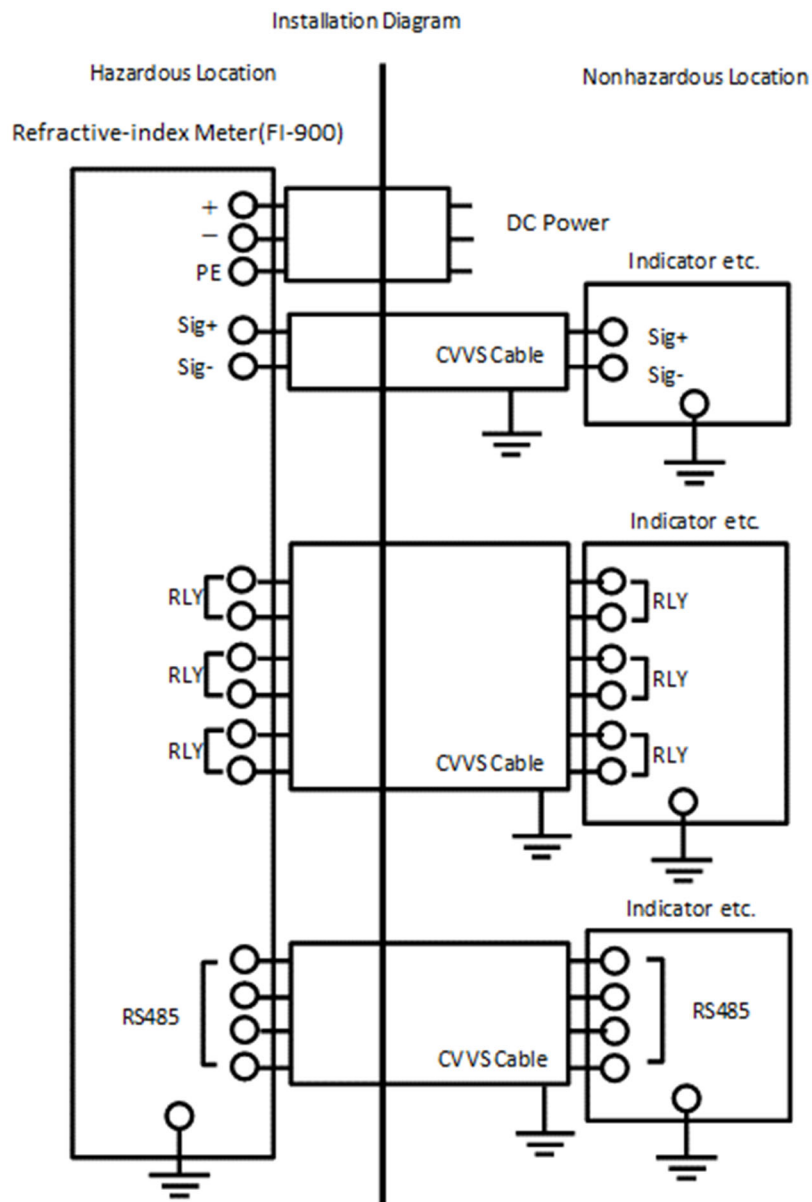 Installation Diagram
Hazardous Location
Nonhazardous Location
Refractive-index Meter(FI-900)
+
−
PE
DC Power
Indicator etc.
Sig+
Sig-
CVVS Cable
Sig+
Sig-
Indicator etc.
RLY
RLY
RLY
CVVS Cable
RLY
RLY
RLY
Indicator etc.
RS485
CVVS Cable
RS485